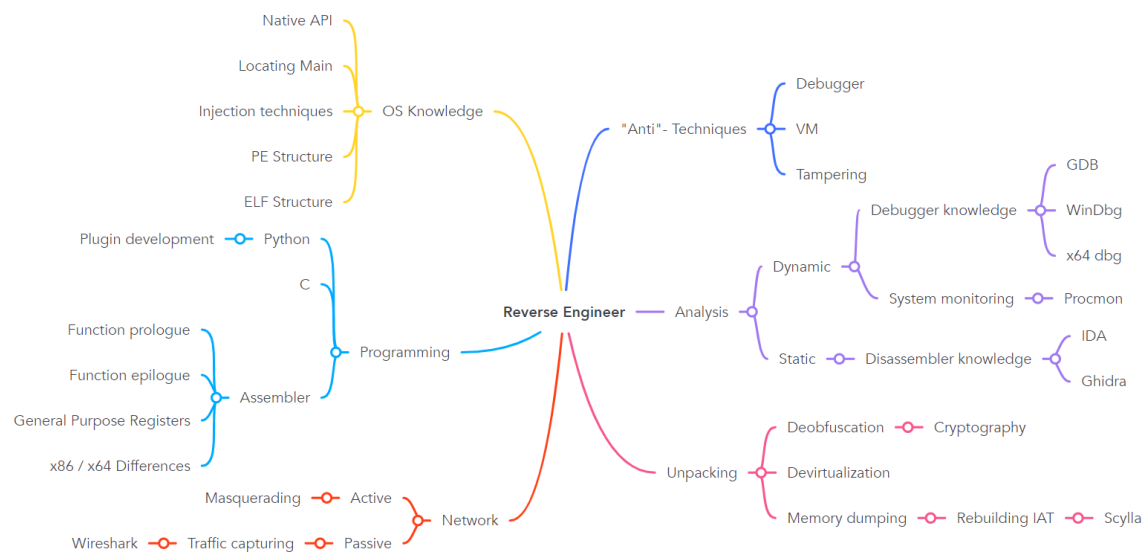 Native API
Locating Main
Injection techniques
OS Knowledge
PE Structure
ELF Structure
Plugin development
Python
C
Function prologue
Programming
Function epilogue
Assembler
General Purpose Registers
x86 / x64 Differences
Masquerading
Active
Network
Wireshark
Traffic capturing
Passive
Reverse Engineer
"Anti"- Techniques
Debugger
VM
Tampering
Analysis
Dynamic
Debugger knowledge
GDB
WinDbg
x64 dbg
System monitoring
Procmon
Static
Disassembler knowledge
IDA
Ghidra
Unpacking
Deobfuscation
Cryptography
Devirtualization
Memory dumping
Rebuilding IAT
Scylla